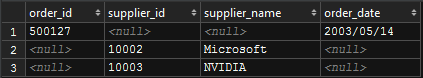 order_id supplier_id supplier_name order_date
1 500127 <null> <null> 2003/05/14
2 <null> 10002 Microsoft <null>
3 <null> 10003 NVIDIA <null>